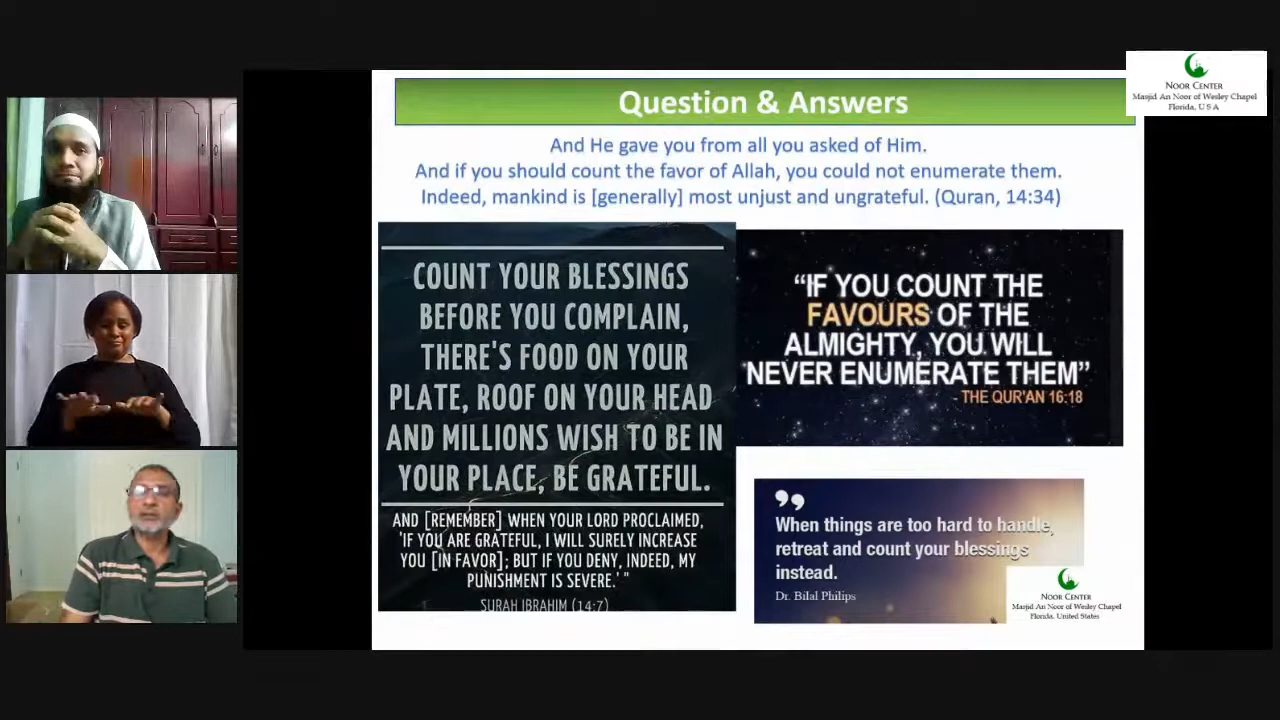 Question & Answers
NOOR CENTER
Masjid An Noor of Wesley Chapel
Florida, U S A
And He gave you from all you asked of Him.
And if you should count the favor of Allah, you could not enumerate them.
Indeed, mankind is [generally] most unjust and ungrateful. (Quran, 14:34)
COUNT YOUR BLESSINGS
BEFORE YOU COMPLAIN,
THERE'S FOOD ON YOUR
PLATE, ROOF ON YOUR HEAD
AND MILLIONS WISH TO BE IN
YOUR PLACE, BE GRATEFUL.
AND [REMEMBER] WHEN YOUR LORD PROCLAIMED,
'IF YOU ARE GRATEFUL, I WILL SURELY INCREASE
YOU [IN FAVOR]; BUT IF YOU DENY, INDEED, MY
PUNISHMENT IS SEVERE.' "
SURAH IBRAHIM (14:7)
“IF YOU COUNT THE
FAVOURS OF THE
ALMIGHTY, YOU WILL
NEVER ENUMERATE THEM”
- THE QUR'AN 16:18
”
When things are too hard to handle,
retreat and count your blessings
instead.
Dr. Bilal Philips
NOOR CENTER
Masjid An Noor of Wesley Chapel
Florida, United States